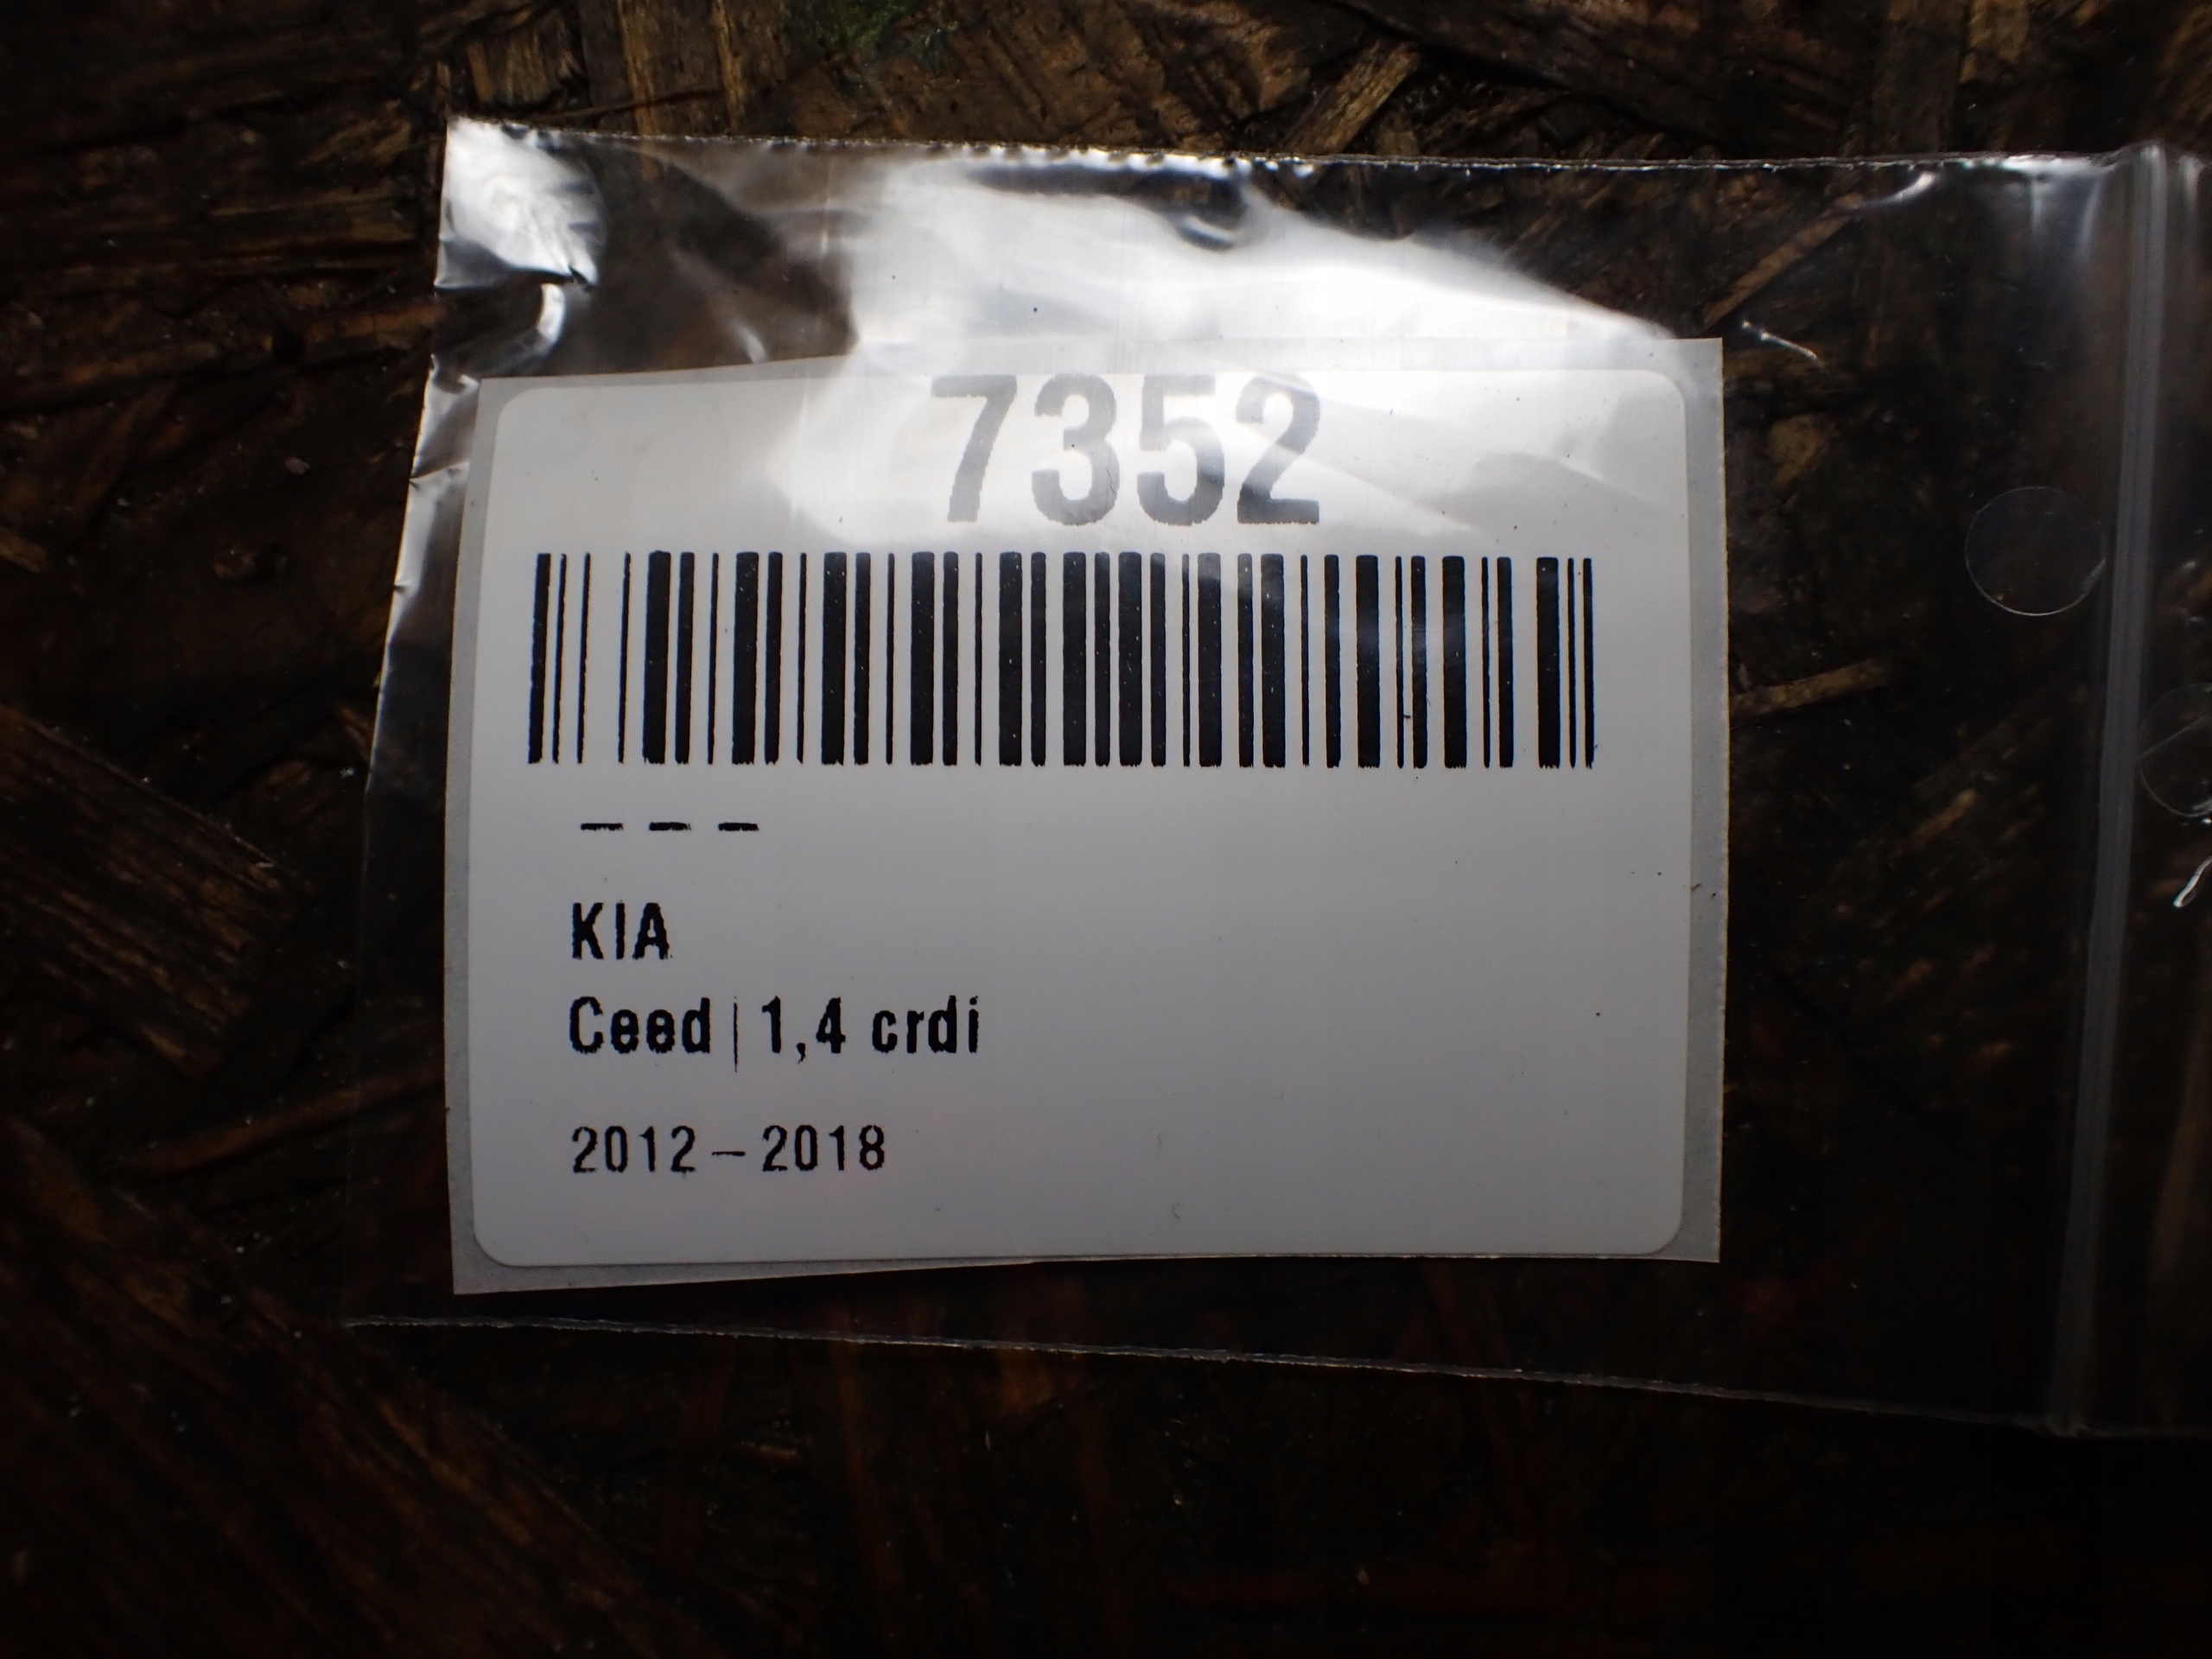 7352
– – –
KIA
Ceed | 1,4 crdi
2012 – 2018